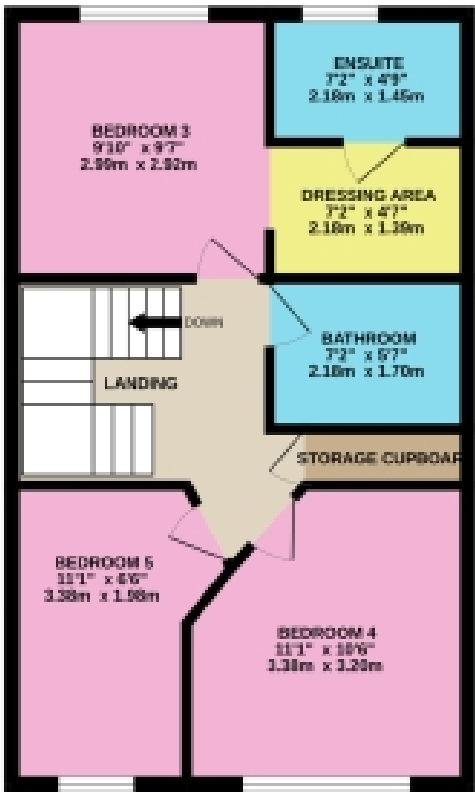 ENSUITE
7'2" x 4'9"
2.18m x 1.45m
BEDROOM 3
9'10" x 9'7"
2.99m x 2.92m
DRESSING AREA
7'2" x 4'7"
2.18m x 1.39m
DOWN
BATHROOM
7'2" x 5'7"
2.18m x 1.70m
LANDING
STORAGE CUPBOAR
BEDROOM 5
11'1" x 6'6"
3.38m x 1.98m
BEDROOM 4
11'1" x 10'6"
3.38m x 3.20m